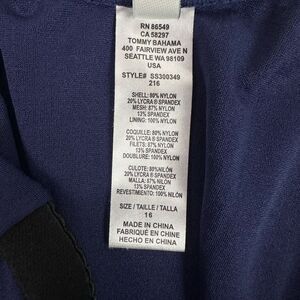 RN 86549
CA 58297
TOMMY BAHAMA
400 FAIRVIEW AVE N
SEATTLE WA 98109
USA
STYLE# SS300349
216
SHELL: 80% NYLON
20% LYCRA® SPANDEX
MESH: 87% NYLON
13% SPANDEX
LINING: 100% NYLON
COQUILLE: 80% NYLON
20% LYCRA® SPANDEX
FILETS: 87% NYLON
13% SPANDEX
DOUBLURE: 100% NYLON
CULOTE: 80% NILÓN
20% LYCRA® SPANDEX
MALLA: 87% NILÓN
13% SPANDEX
REVESTIMIENTO: 100% NILÓN
SIZE / TAILLE / TALLA
16
MADE IN CHINA
FABRIQUÉ EN CHINE
HECHO EN CHINA